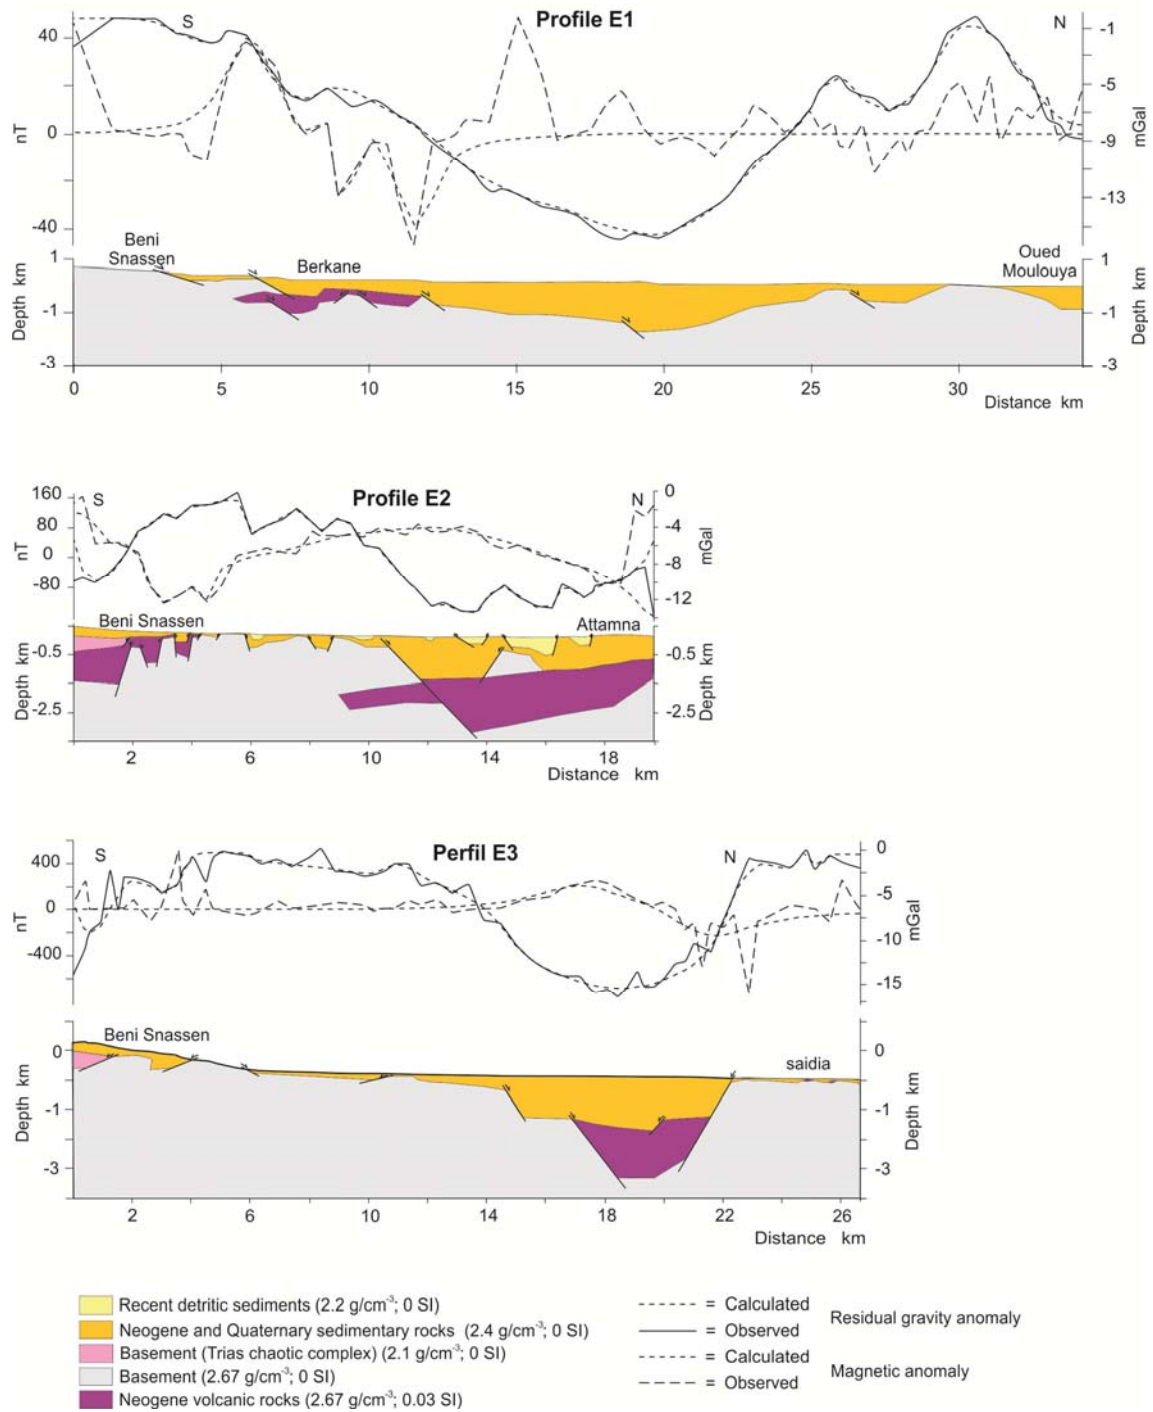 Profile E1
S
N
40
0
-40
nT
-1
-5
-9
-13
mGal
Beni
Snassen
Berkane
Oued
Moulouya
1
-1
-3
Depth km
1
-1
-3
Depth km
0 5 10 15 20 25 30
Distance km
Profile E2
S
N
160
80
0
-80
nT
0
-4
-8
-12
mGal
Beni Snassen
Attamna
-0.5
-2.5
Depth km
-0.5
-2.5
Depth km
2 6 10 14 18
Distance km
Perfil E3
S
N
400
0
-400
nT
0
-5
-10
-15
mGal
Beni Snassen
saidia
0
-1
-3
Depth km
0
-1
-3
Depth km
2 6 10 14 18 22 26
Distance km
Recent detritic sediments (2.2 g/cm⁻³; 0 SI)
Neogene and Quaternary sedimentary rocks (2.4 g/cm⁻³; 0 SI)
Basement (Trias chaotic complex) (2.1 g/cm⁻³; 0 SI)
Basement (2.67 g/cm⁻³; 0 SI)
Neogene volcanic rocks (2.67 g/cm⁻³; 0.03 SI)
= Calculated
= Observed
Residual gravity anomaly
= Calculated
= Observed
Magnetic anomaly